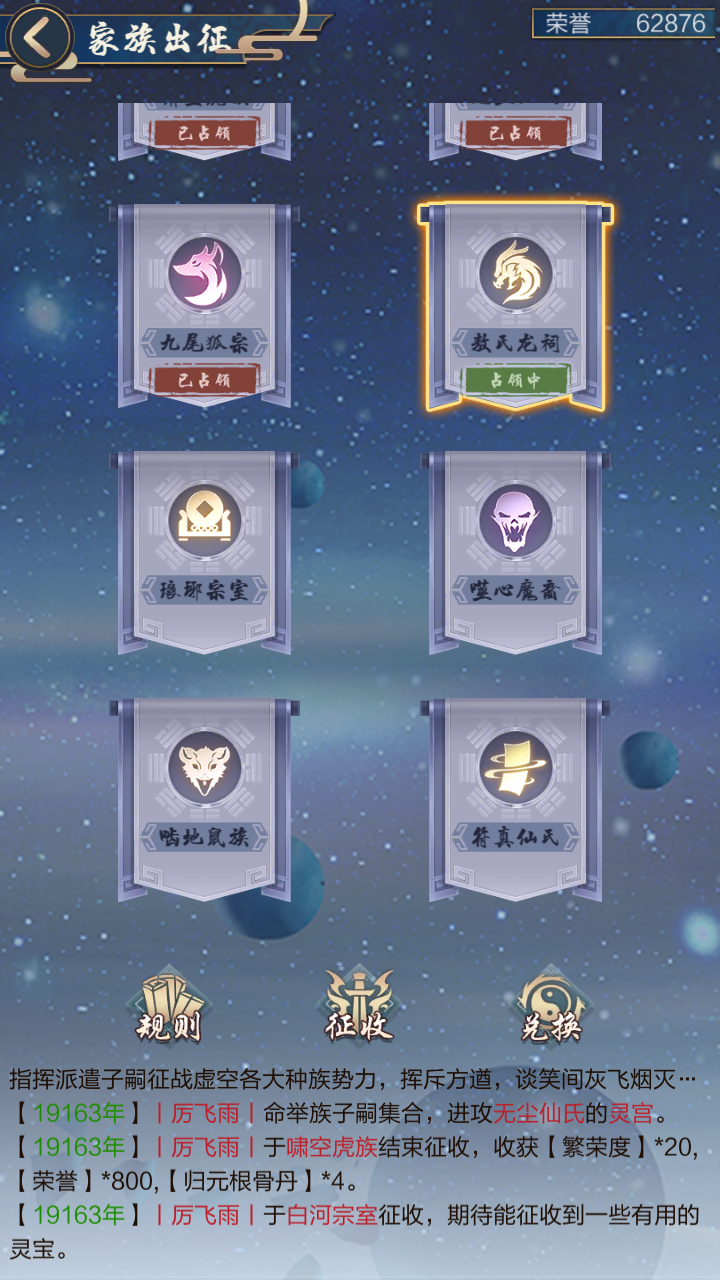 家族出征
荣誉 62876
已占领 已占领
九尾狐宗 敖氏龙祠
已占领 占领中
琅琊宗室 噬心魔裔
啮地鼠族 符真仙氏
规则 征收 兑换
指挥派遣子嗣征战虚空各大种族势力，挥斥方遒，谈笑间灰飞烟灭…
【19163年】丨厉飞雨丨命举族子嗣集合，进攻无尘仙氏的灵宫。
【19163年】丨厉飞雨丨于啸空虎族结束征收，收获【繁荣度】*20,
【荣誉】*800,【归元根骨丹】*4。
【19163年】丨厉飞雨丨于白河宗室征收，期待能征收到一些有用的
灵宝。